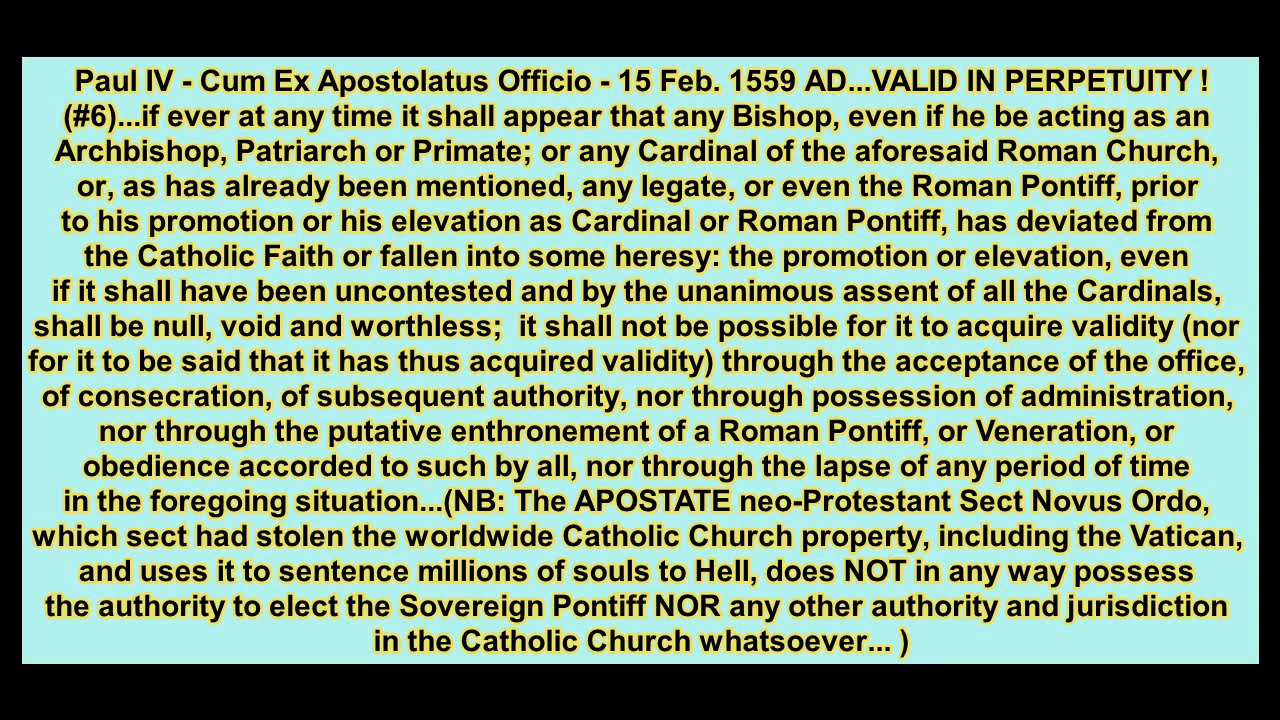 Paul IV - Cum Ex Apostolatus Officio - 15 Feb. 1559 AD...VALID IN PERPETUITY !
(#6)...if ever at any time it shall appear that any Bishop, even if he be acting as an
Archbishop, Patriarch or Primate; or any Cardinal of the aforesaid Roman Church,
or, as has already been mentioned, any legate, or even the Roman Pontiff, prior
to his promotion or his elevation as Cardinal or Roman Pontiff, has deviated from
the Catholic Faith or fallen into some heresy: the promotion or elevation, even
if it shall have been uncontested and by the unanimous assent of all the Cardinals,
shall be null, void and worthless;  it shall not be possible for it to acquire validity (nor
for it to be said that it has thus acquired validity) through the acceptance of the office,
of consecration, of subsequent authority, nor through possession of administration,
nor through the putative enthronement of a Roman Pontiff, or Veneration, or
obedience accorded to such by all, nor through the lapse of any period of time
in the foregoing situation...(NB: The APOSTATE neo-Protestant Sect Novus Ordo,
which sect had stolen the worldwide Catholic Church property, including the Vatican,
and uses it to sentence millions of souls to Hell, does NOT in any way possess
the authority to elect the Sovereign Pontiff NOR any other authority and jurisdiction
in the Catholic Church whatsoever... )